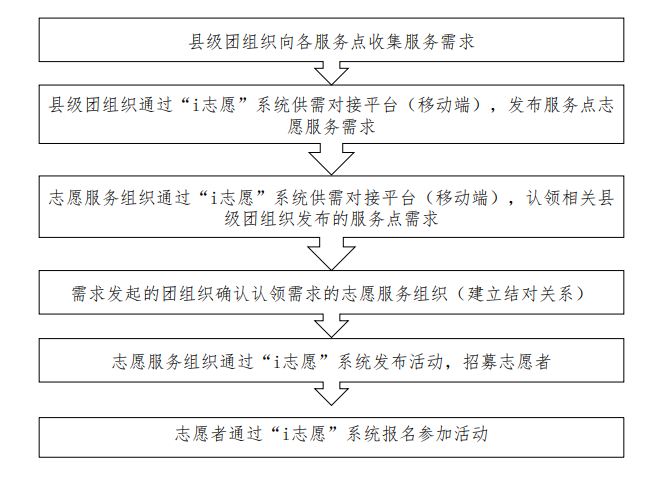 县级团组织向各服务点收集服务需求
县级团组织通过“i志愿”系统供需对接平台（移动端），发布服务点志
愿服务需求
志愿服务组织通过“i志愿”系统供需对接平台（移动端），认领相关县
级团组织发布的服务点需求
需求发起的团组织确认认领需求的志愿服务组织（建立结对关系）
志愿服务组织通过“i志愿”系统发布活动，招募志愿者
志愿者通过“i志愿”系统报名参加活动